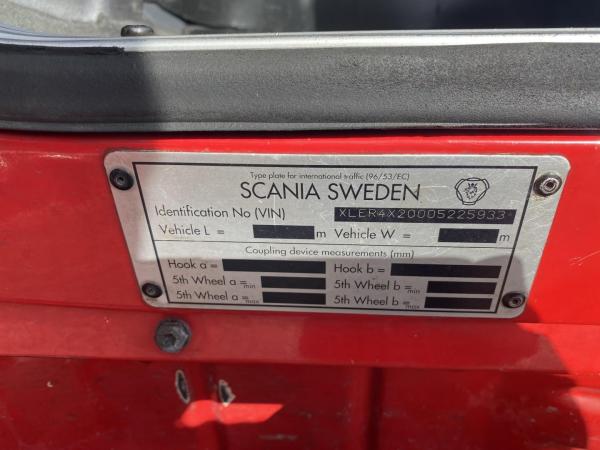 Type plate for international traffic (96/53/EC)
SCANIA SWEDEN
Identification No (VIN) XLER4X20005225933
Vehicle L = m Vehicle W = m
Coupling device measurements (mm)
Hook a = Hook b =
5th Wheel a = min 5th Wheel b = min
5th Wheel a = max 5th Wheel b = max